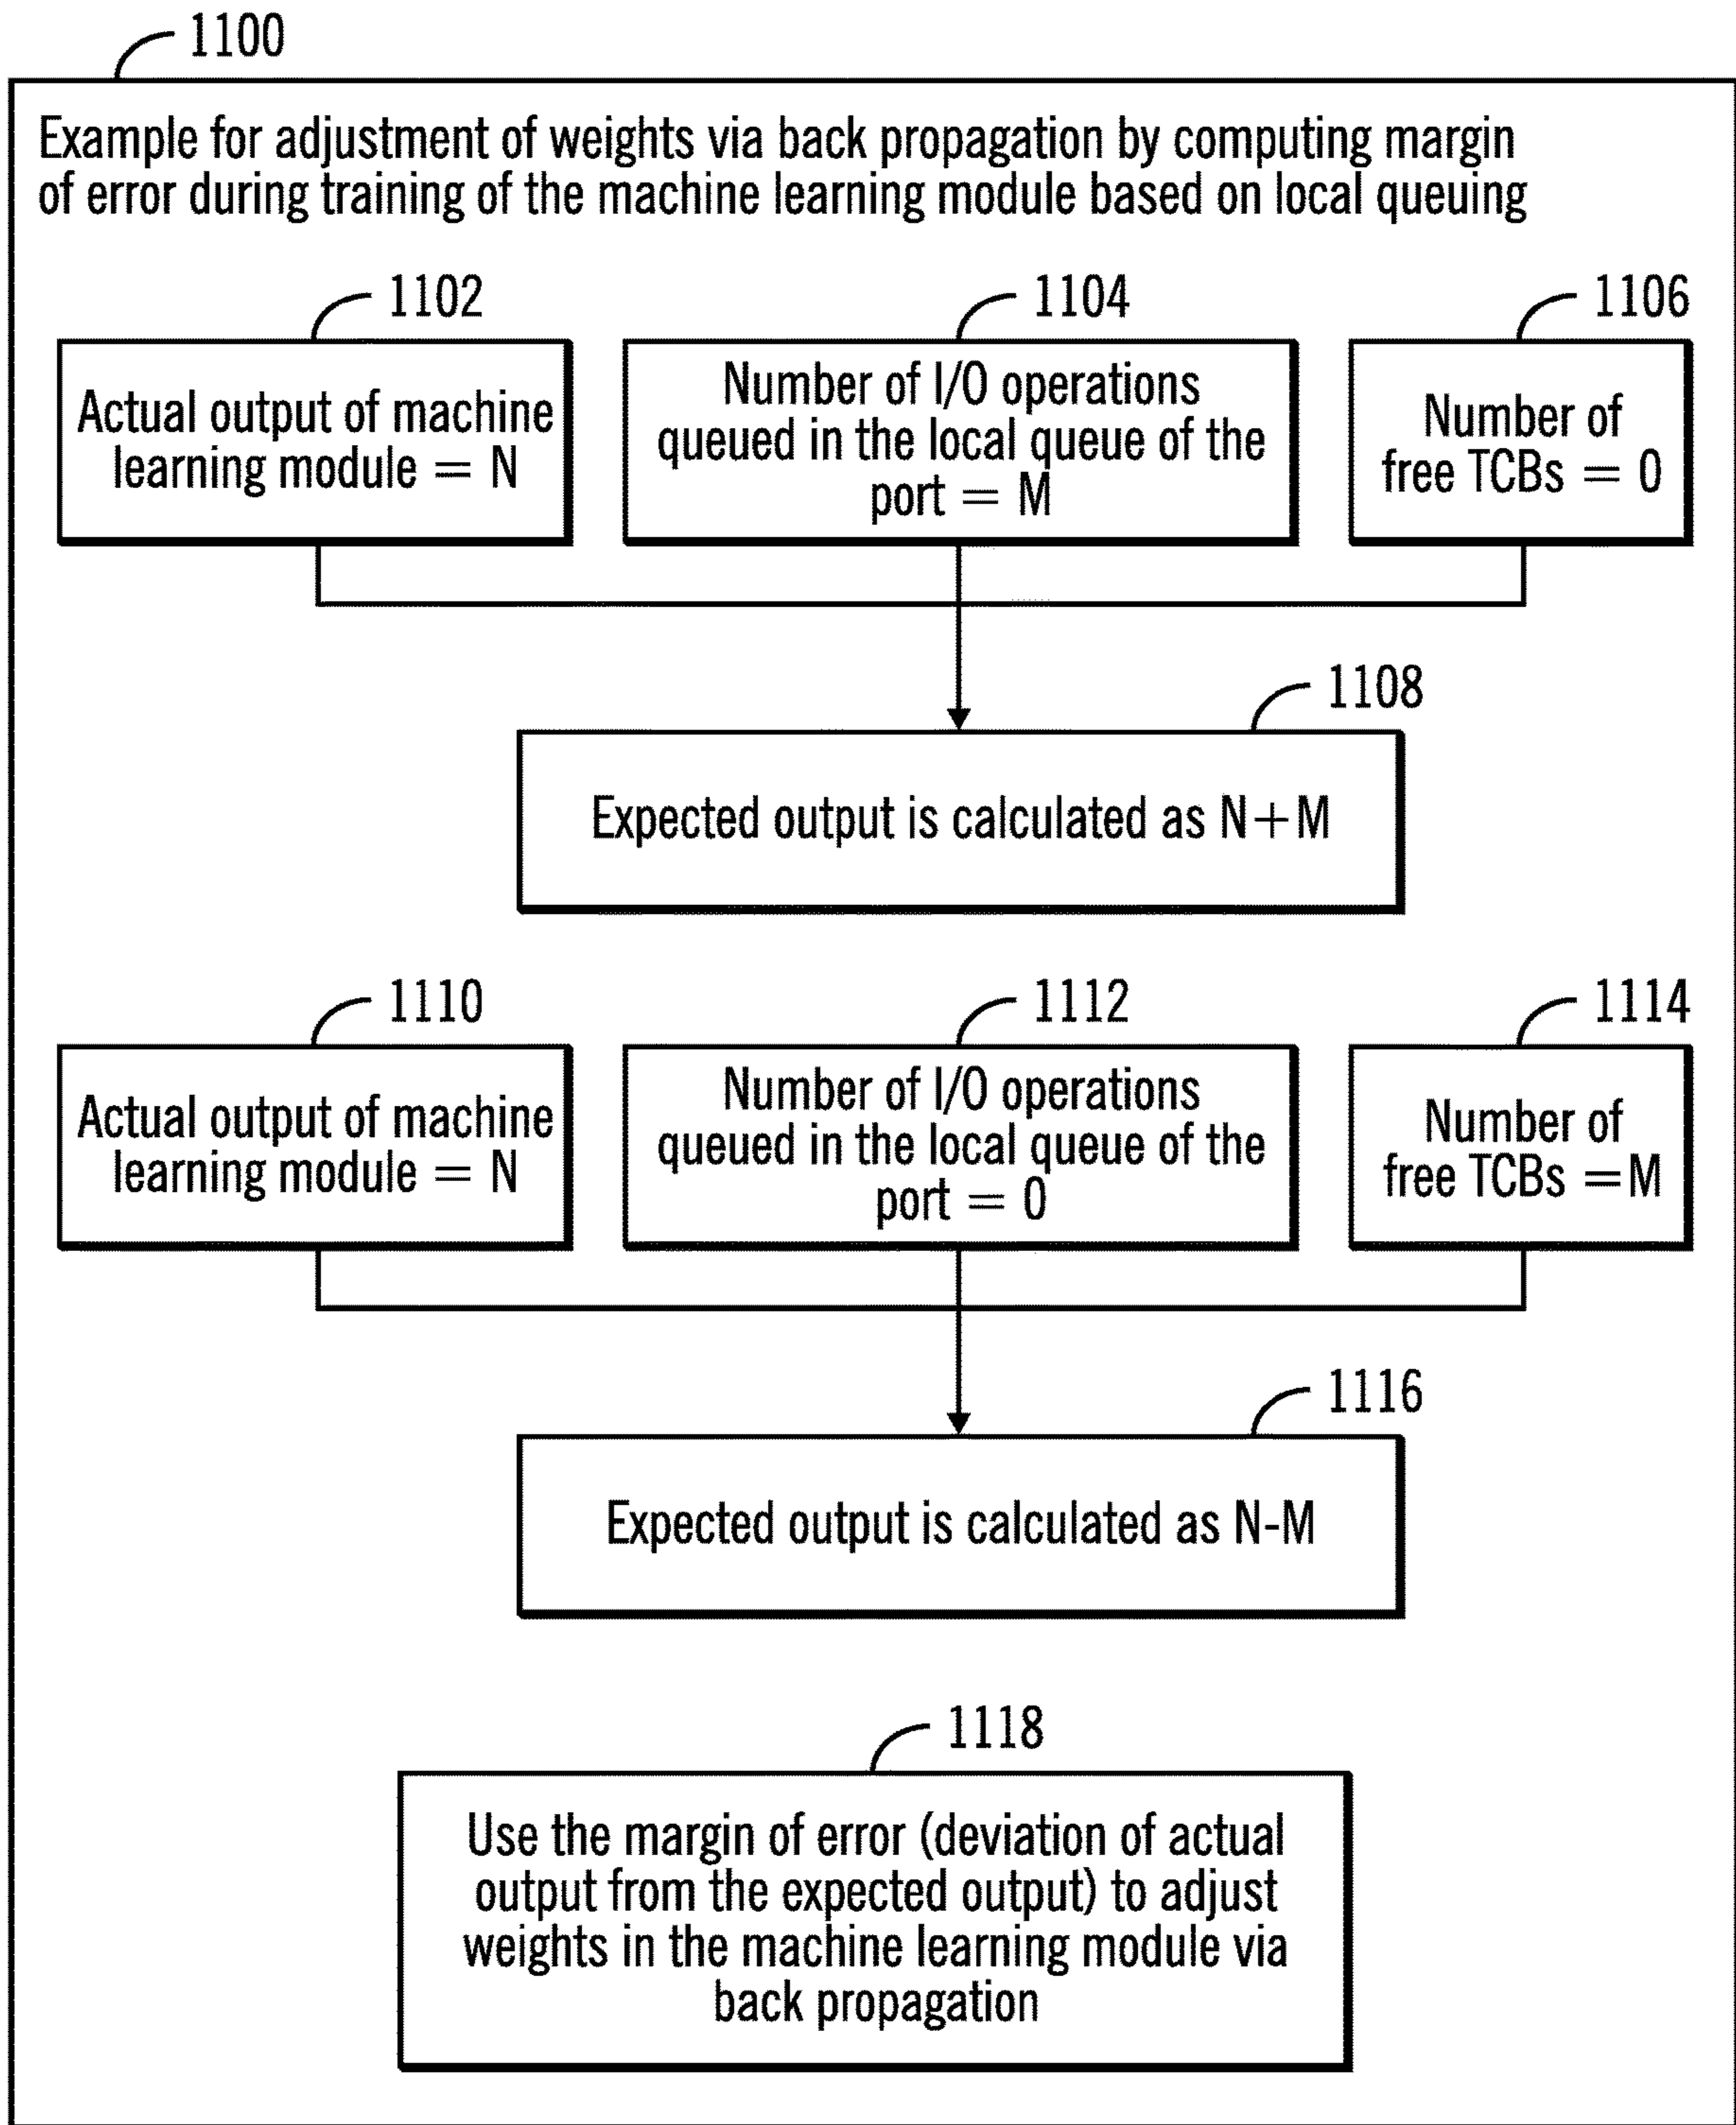 1100
Example for adjustment of weights via back propagation by computing margin
of error during training of the machine learning module based on local queuing
1102
Actual output of machine
learning module = N
1104
Number of I/O operations
queued in the local queue of the
port = M
1106
Number of
free TCBs = 0
1108
Expected output is calculated as N+M
1110
Actual output of machine
learning module = N
1112
Number of I/O operations
queued in the local queue of the
port = 0
1114
Number of
free TCBs =M
1116
Expected output is calculated as N-M
1118
Use the margin of error (deviation of actual
output from the expected output) to adjust
weights in the machine learning module via
back propagation